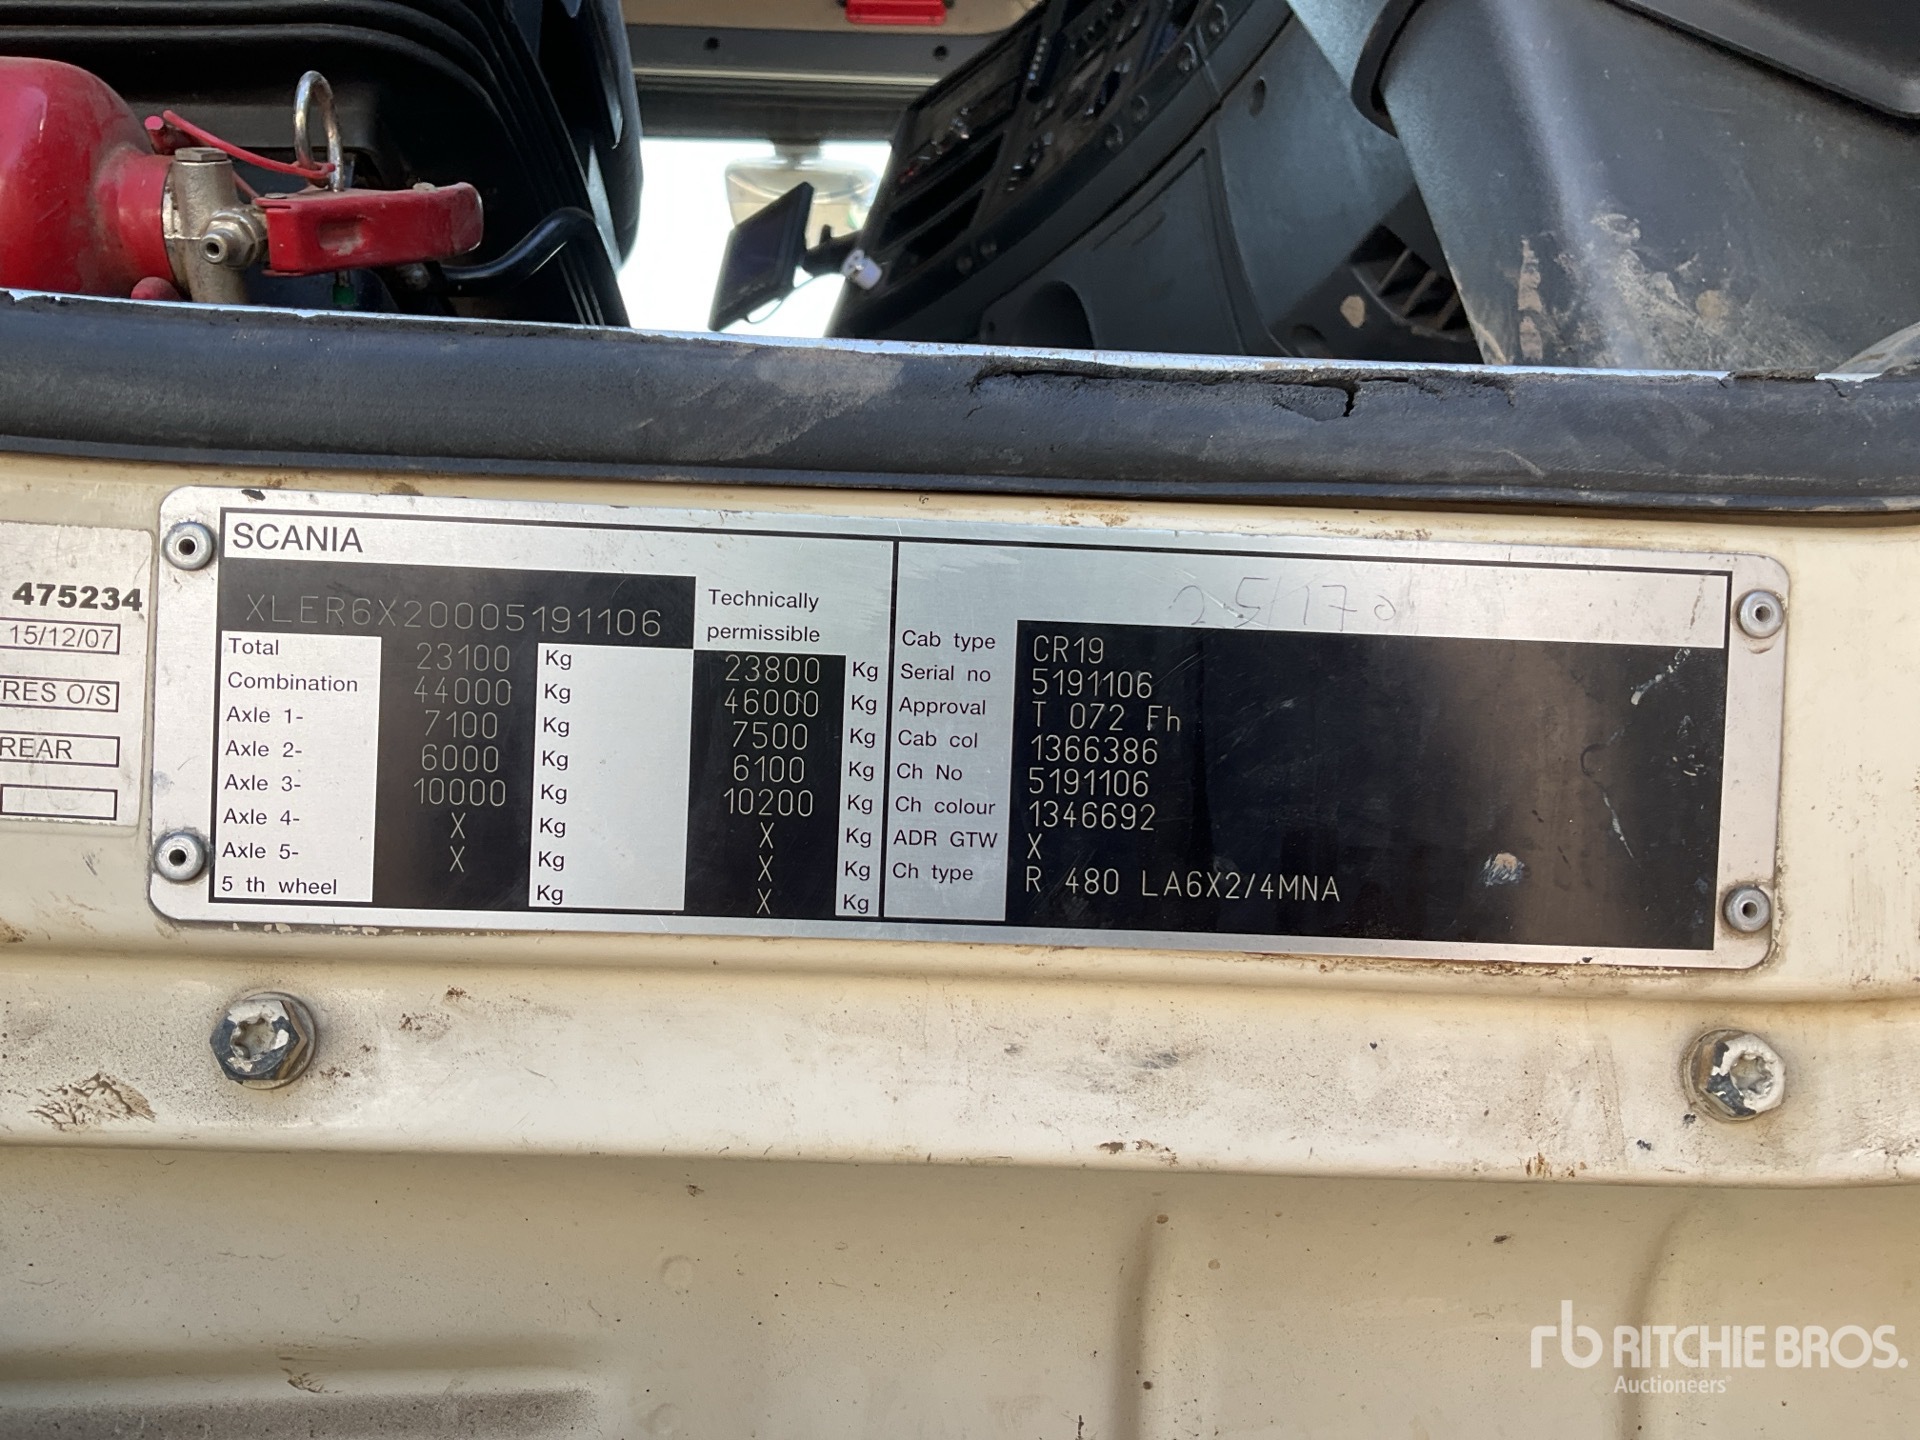 475234
15/12/07
TRES O/S
REAR
SCANIA
XLER6X20005191106
Technically
permissible
Total 23100 Kg 23800 Kg
Combination 44000 Kg 46000 Kg
Axle 1- 7100 Kg 7500 Kg
Axle 2- 6000 Kg 6100 Kg
Axle 3- 10000 Kg 10200 Kg
Axle 4- X Kg X Kg
Axle 5- X Kg X Kg
5 th wheel Kg X Kg
Cab type CR19
Serial no 5191106
Approval T 072 Fh
Cab col 1366386
Ch No 5191106
Ch colour 1346692
ADR GTW X
Ch type R 480 LA6X2/4MNA
rb RITCHIE BROS.
Auctioneers